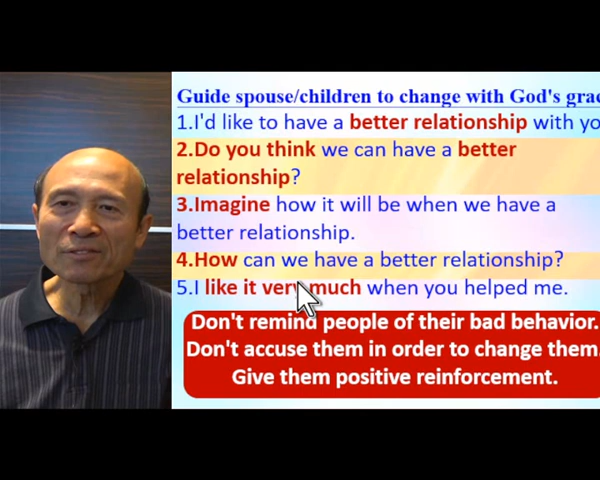 Guide spouse/children to change with God's grac
1.I'd like to have a better relationship with yo
2.Do you think we can have a better
relationship?
3.Imagine how it will be when we have a
better relationship.
4.How can we have a better relationship?
5.I like it very much when you helped me.
Don't remind people of their bad behavior.
Don't accuse them in order to change them.
Give them positive reinforcement.